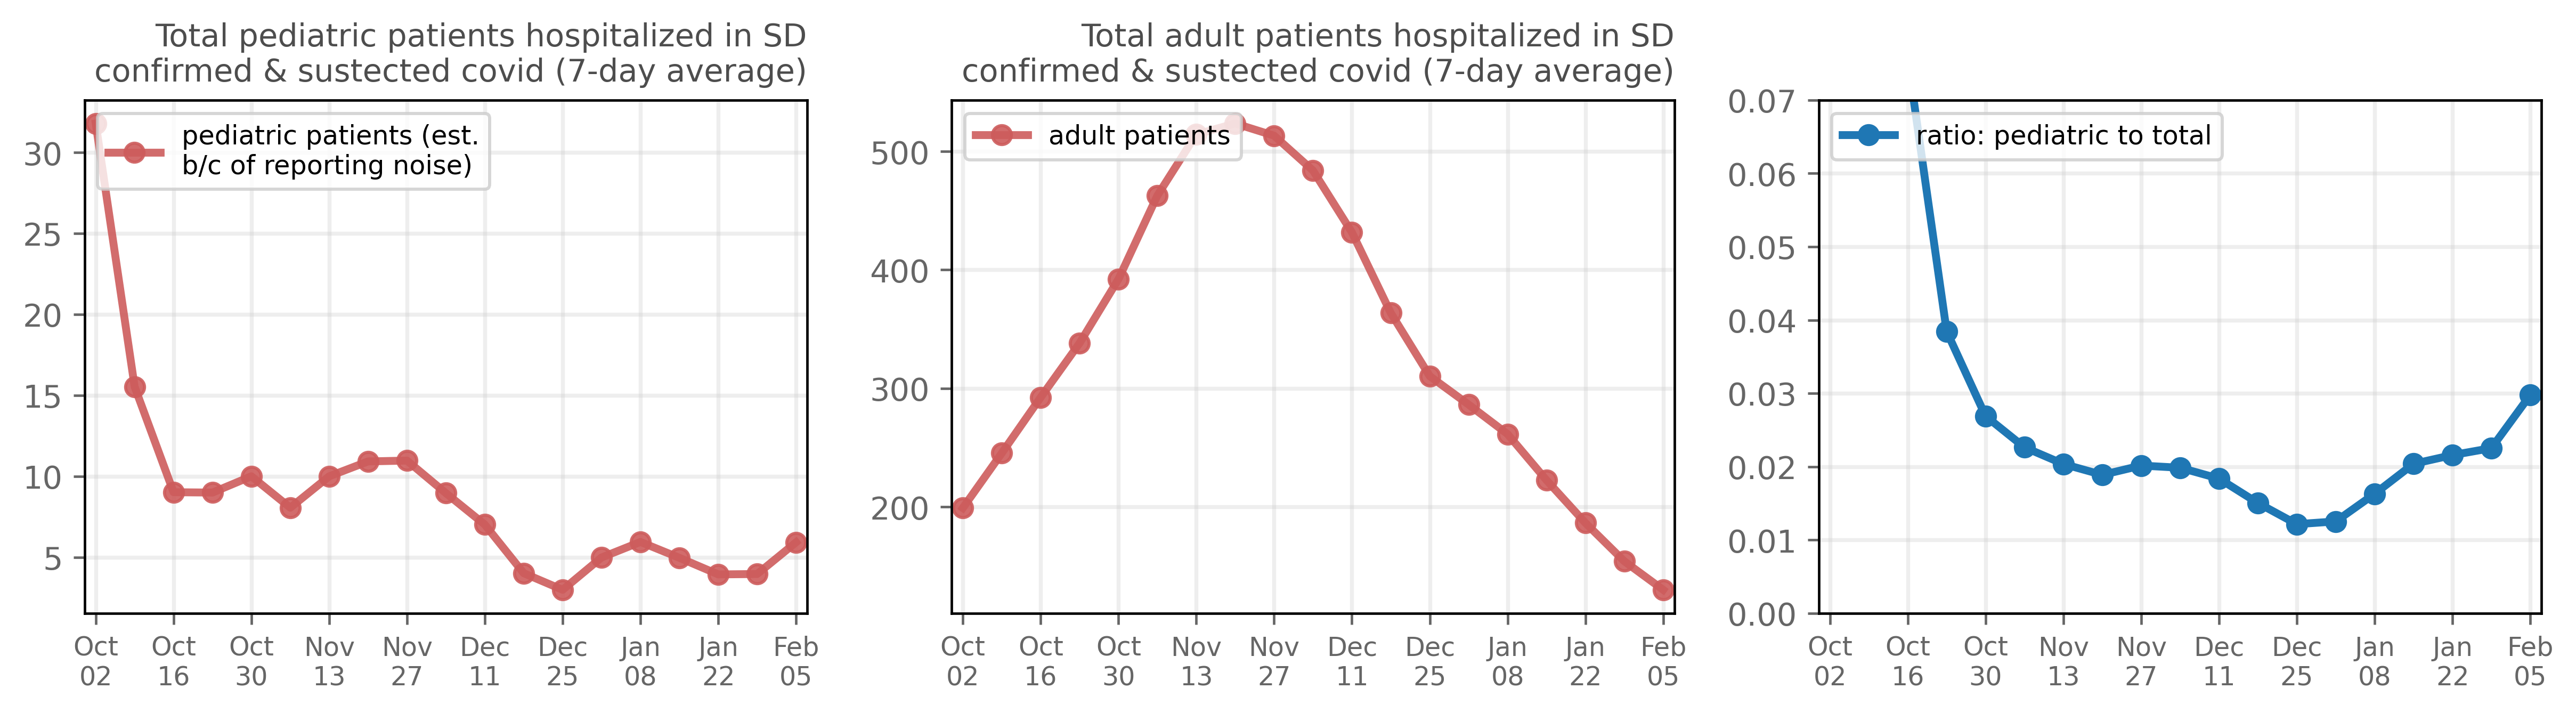 Total pediatric patients hospitalized in SD
confirmed & sustected covid (7-day average)
pediatric patients (est.
b/c of reporting noise)
30
25
20
15
10
5
Oct Oct Oct Nov Nov Dec Dec Jan Jan Feb
02 16 30 13 27 11 25 08 22 05
Total adult patients hospitalized in SD
confirmed & sustected covid (7-day average)
adult patients
500
400
300
200
Oct Oct Oct Nov Nov Dec Dec Jan Jan Feb
02 16 30 13 27 11 25 08 22 05
ratio: pediatric to total
0.07
0.06
0.05
0.04
0.03
0.02
0.01
0.00
Oct Oct Oct Nov Nov Dec Dec Jan Jan Feb
02 16 30 13 27 11 25 08 22 05